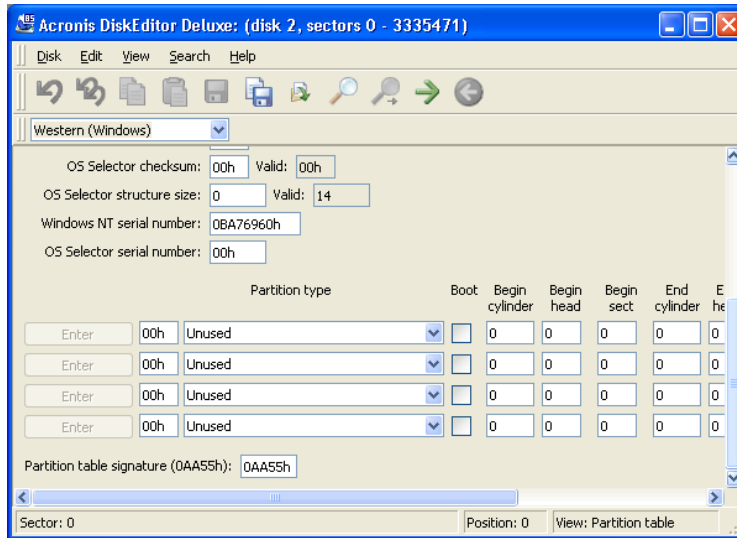 Acronis DiskEditor Deluxe: (disk 2, sectors 0 - 3335471)
Disk Edit View Search Help
Western (Windows)
OS Selector checksum: 00h Valid: 00h
OS Selector structure size: 0 Valid: 14
Windows NT serial number: 0BA76960h
OS Selector serial number: 00h
Partition type Boot Begin Begin Begin End E
cylinder head sect cylinder he
Enter 00h Unused 0 0 0 0 0
Enter 00h Unused 0 0 0 0 0
Enter 00h Unused 0 0 0 0 0
Enter 00h Unused 0 0 0 0 0
Partition table signature (0AA55h): 0AA55h
Sector: 0 Position: 0 View: Partition table